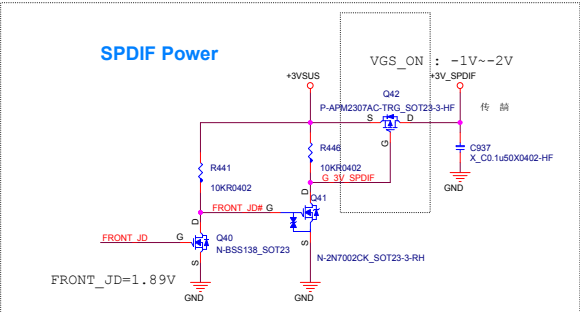 SPDIF Power
VGS_ON : -1V~-2V
+3VSUS
+3V_SPDIF
Q42
P-APM2307AC-TRG_SOT23-3-HF
S
D
G
R441
10KR0402
R446
10KR0402
C937
X_C0.1u50X0402-HF
GND
G_3V_SPDIF
D
Q41
FRONT_JD#
G
S
N-2N7002CK_SOT23-3-RH
FRONT_JD
G
D
Q40
N-BSS138_SOT23
S
FRONT_JD=1.89V
GND
GND